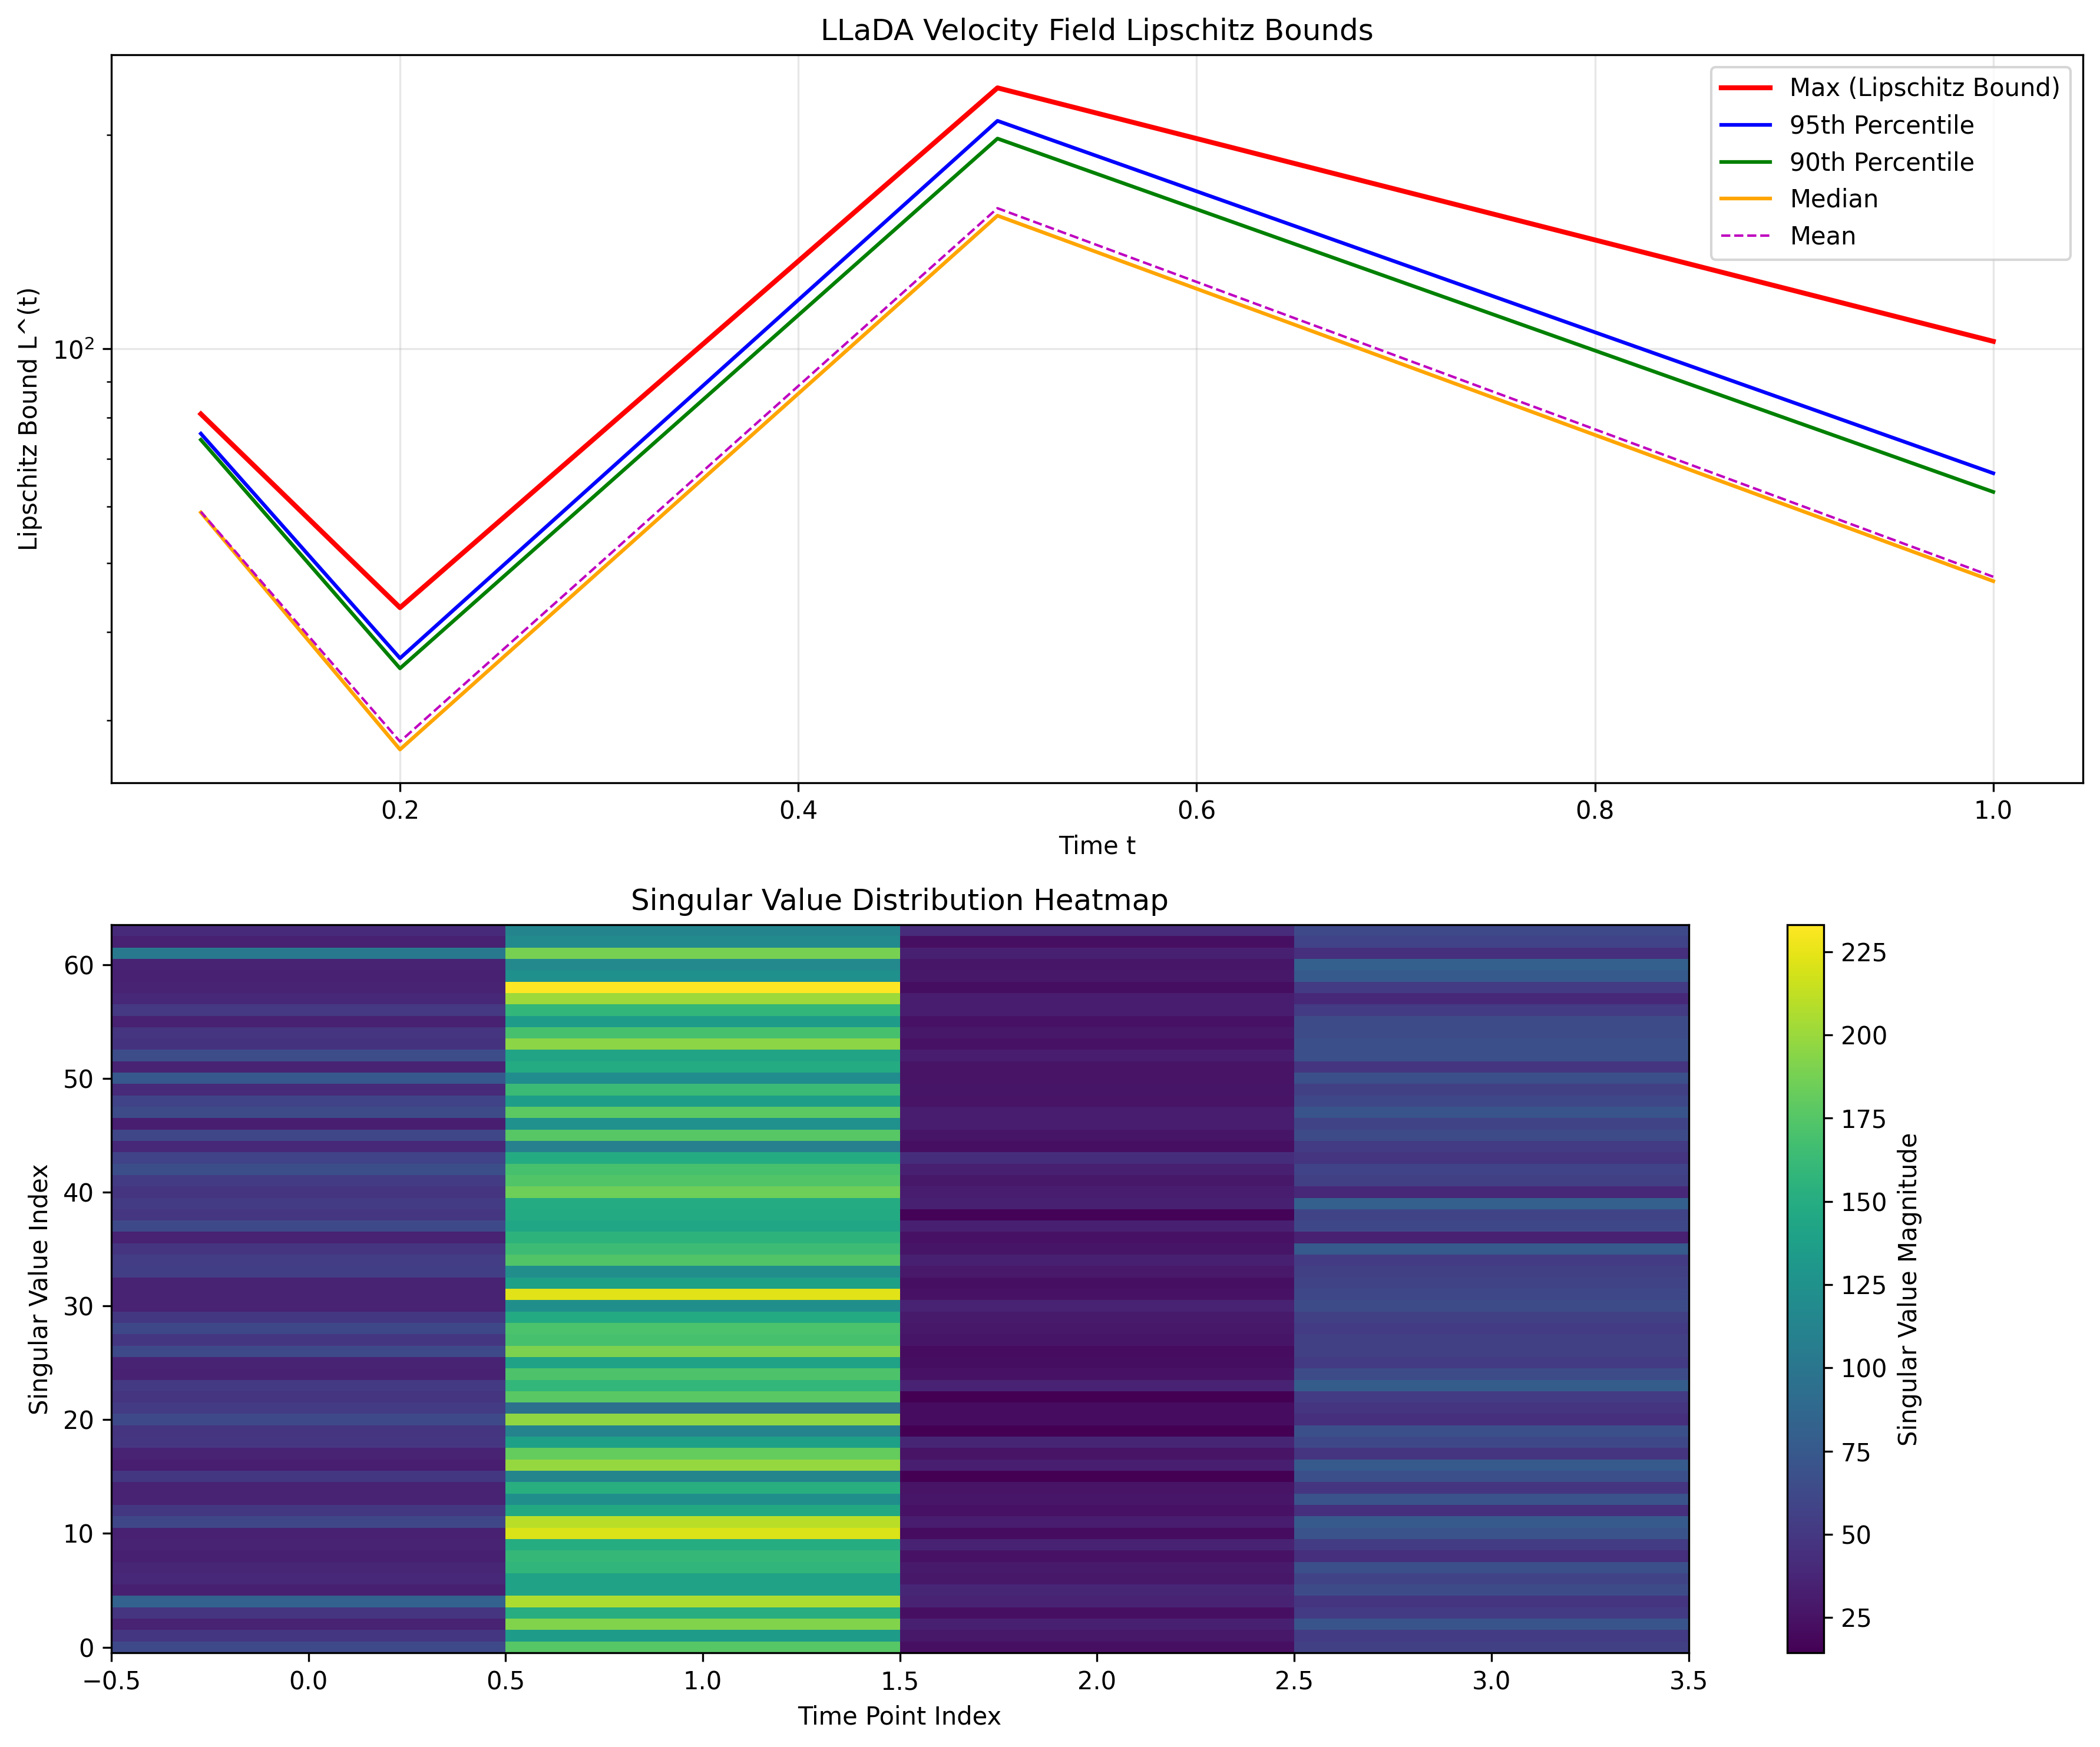 LLaDA Velocity Field Lipschitz Bounds
Max (Lipschitz Bound)
95th Percentile
90th Percentile
Median
Mean
Lipschitz Bound L^(t)
10²
0.2 0.4 0.6 0.8 1.0
Time t
Singular Value Distribution Heatmap
Singular Value Index
60
50
40
30
20
10
0
−0.5 0.0 0.5 1.0 1.5 2.0 2.5 3.0 3.5
Time Point Index
225
200
175
150
125
100
75
50
25
Singular Value Magnitude